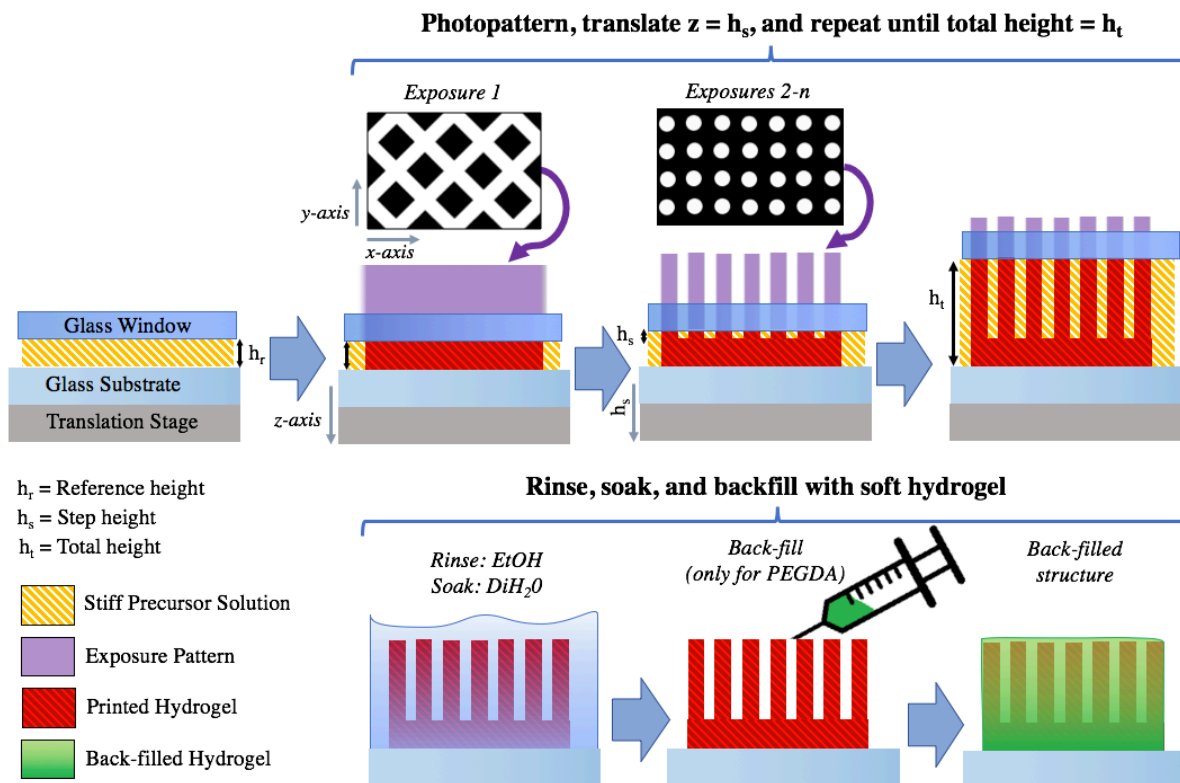 Photopattern, translate z = hₛ, and repeat until total height = hₜ
Exposure 1
Exposures 2-n
y-axis
x-axis
Glass Window
hᵣ
Glass Substrate
Translation Stage
z-axis
hₛ
hₛ
hₜ
hᵣ = Reference height
hₛ = Step height
hₜ = Total height
Stiff Precursor Solution
Exposure Pattern
Printed Hydrogel
Back-filled Hydrogel
Rinse, soak, and backfill with soft hydrogel
Rinse: EtOH
Soak: DiH₂0
Back-fill
(only for PEGDA)
Back-filled
structure